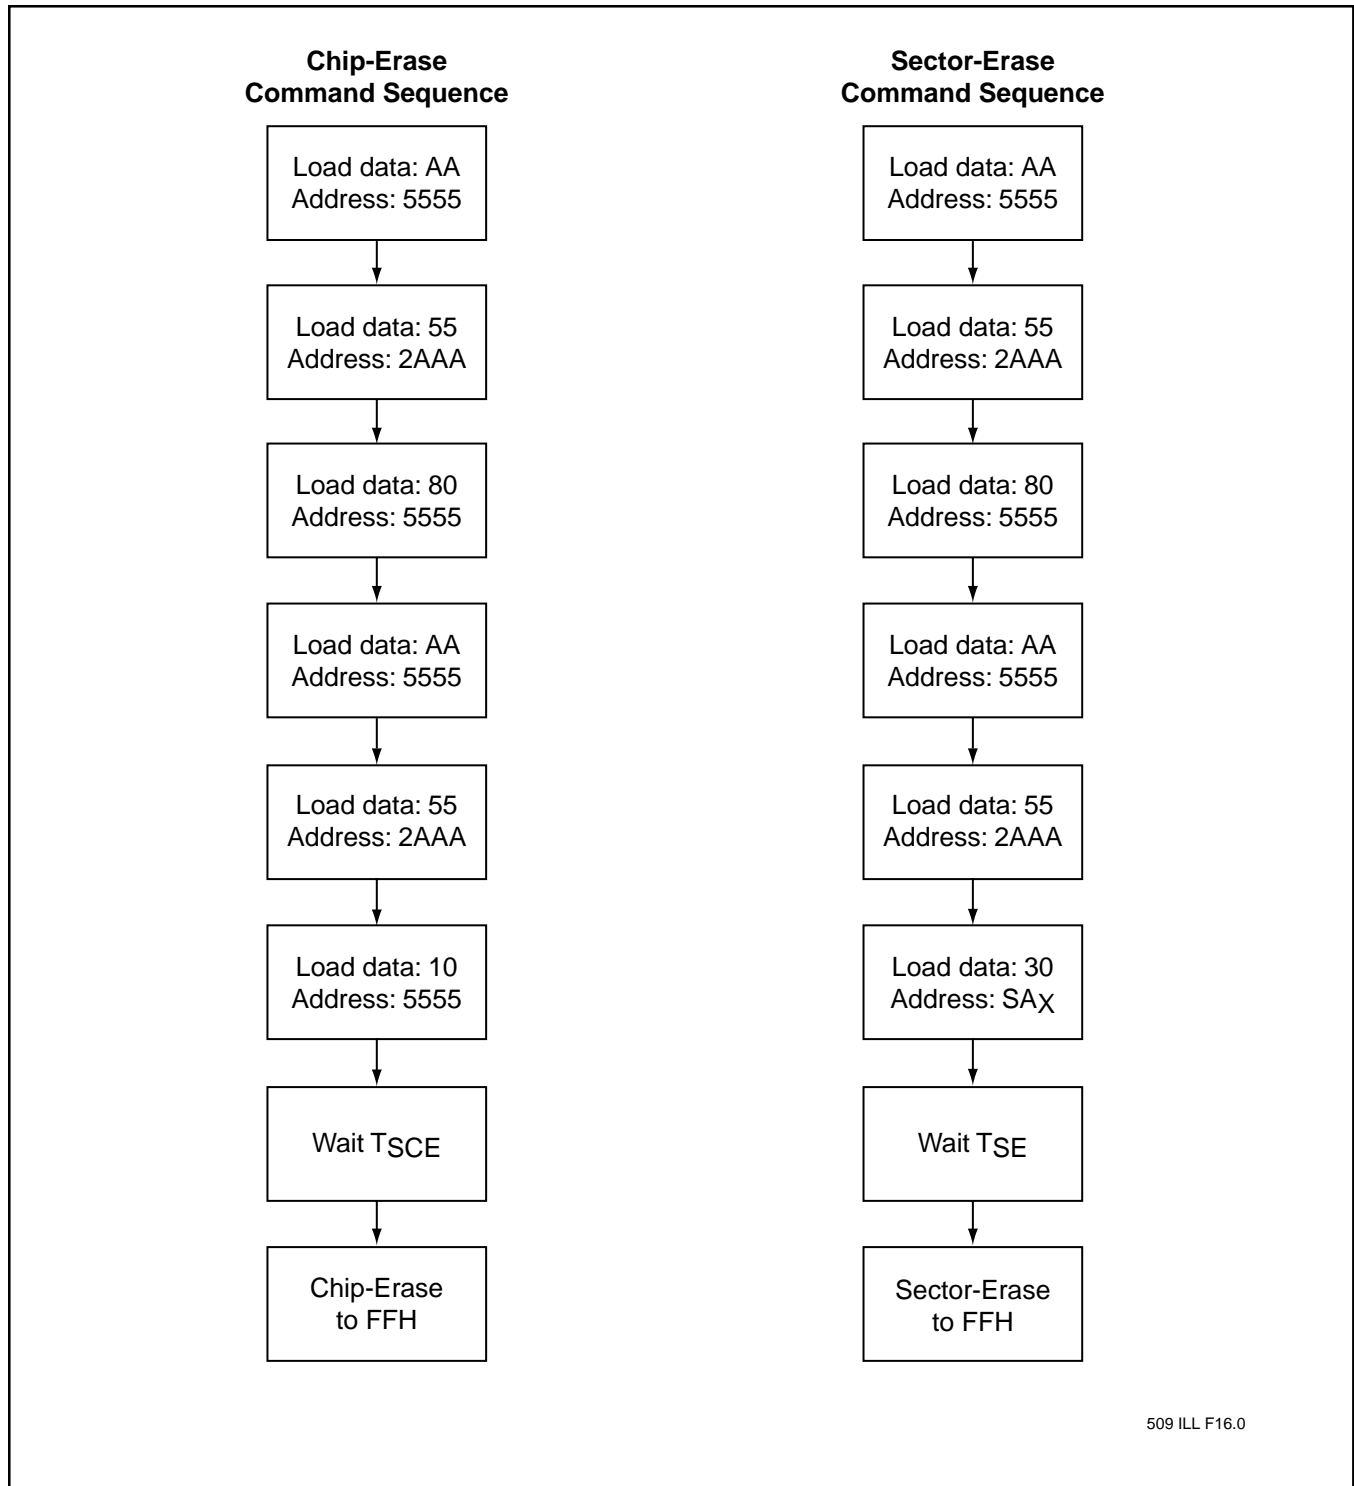 Chip-Erase
Command Sequence
Load data: AA
Address: 5555
Load data: 55
Address: 2AAA
Load data: 80
Address: 5555
Load data: AA
Address: 5555
Load data: 55
Address: 2AAA
Load data: 10
Address: 5555
Wait TSCE
Chip-Erase
to FFH
Sector-Erase
Command Sequence
Load data: AA
Address: 5555
Load data: 55
Address: 2AAA
Load data: 80
Address: 5555
Load data: AA
Address: 5555
Load data: 55
Address: 2AAA
Load data: 30
Address: SAX
Wait TSE
Sector-Erase
to FFH
509 ILL F16.0